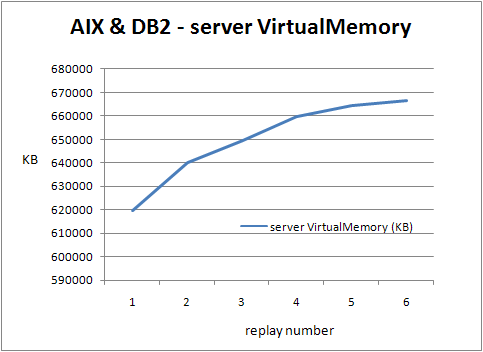 AIX & DB2 - server VirtualMemory
680000
670000
660000
650000
640000
630000
620000
610000
600000
590000
KB
server VirtualMemory (KB)
1 2 3 4 5 6
replay number